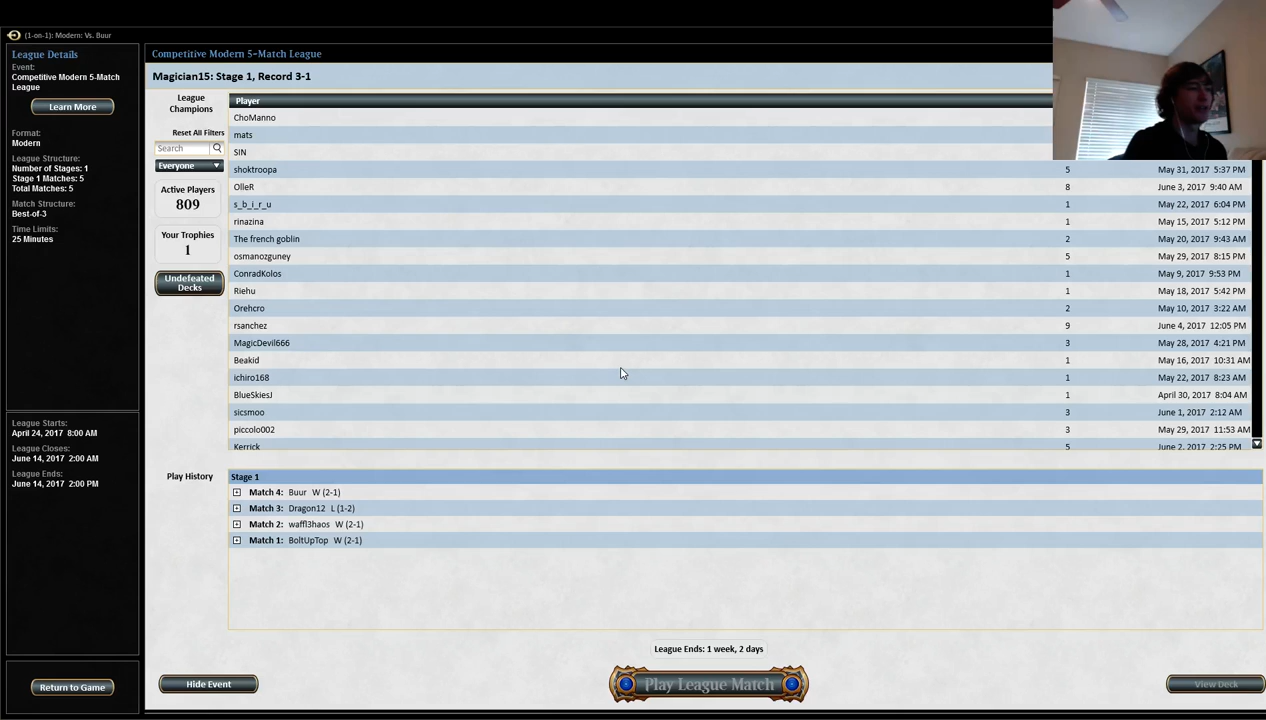 (1-on-1): Modern: Vs. Buur
League Details
Event:
Competitive Modern 5-Match
League
Learn More
Format:
Modern
League Structure:
Number of Stages: 1
Stage 1 Matches: 5
Total Matches: 5
Match Structure:
Best-of-3
Time Limits:
25 Minutes
League Starts:
April 24, 2017 8:00 AM
League Closes:
June 14, 2017 2:00 AM
League Ends:
June 14, 2017 2:00 PM
Return to Game
Competitive Modern 5-Match League
Magician15: Stage 1, Record 3-1
League
Champions
Reset All Filters
Search
Everyone
Active Players
809
Your Trophies
1
Undefeated
Decks
Player
ChoManno
mats
SIN
shoktroopa 5 May 31, 2017 5:37 PM
OlleR 8 June 3, 2017 9:40 AM
s_b_i_r_u 1 May 22, 2017 6:04 PM
rinazina 1 May 15, 2017 5:12 PM
The french goblin 2 May 20, 2017 9:43 AM
osmanozguney 5 May 29, 2017 8:15 PM
ConradKolos 1 May 9, 2017 9:53 PM
Riehu 1 May 18, 2017 5:42 PM
Orehcro 2 May 10, 2017 3:22 AM
rsanchez 9 June 4, 2017 12:05 PM
MagicDevil666 3 May 28, 2017 4:21 PM
Beakid 1 May 16, 2017 10:31 AM
ichiro168 1 May 22, 2017 8:23 AM
BlueSkiesJ 1 April 30, 2017 8:04 AM
sicsmoo 3 June 1, 2017 2:12 AM
piccolo002 3 May 29, 2017 11:53 AM
Kerrick 5 June 2, 2017 2:25 PM
Play History
Stage 1
Match 4: Buur W (2-1)
Match 3: Dragon12 L (1-2)
Match 2: waffl3haos W (2-1)
Match 1: BoltUpTop W (2-1)
League Ends: 1 week, 2 days
Hide Event
Play League Match
View Deck